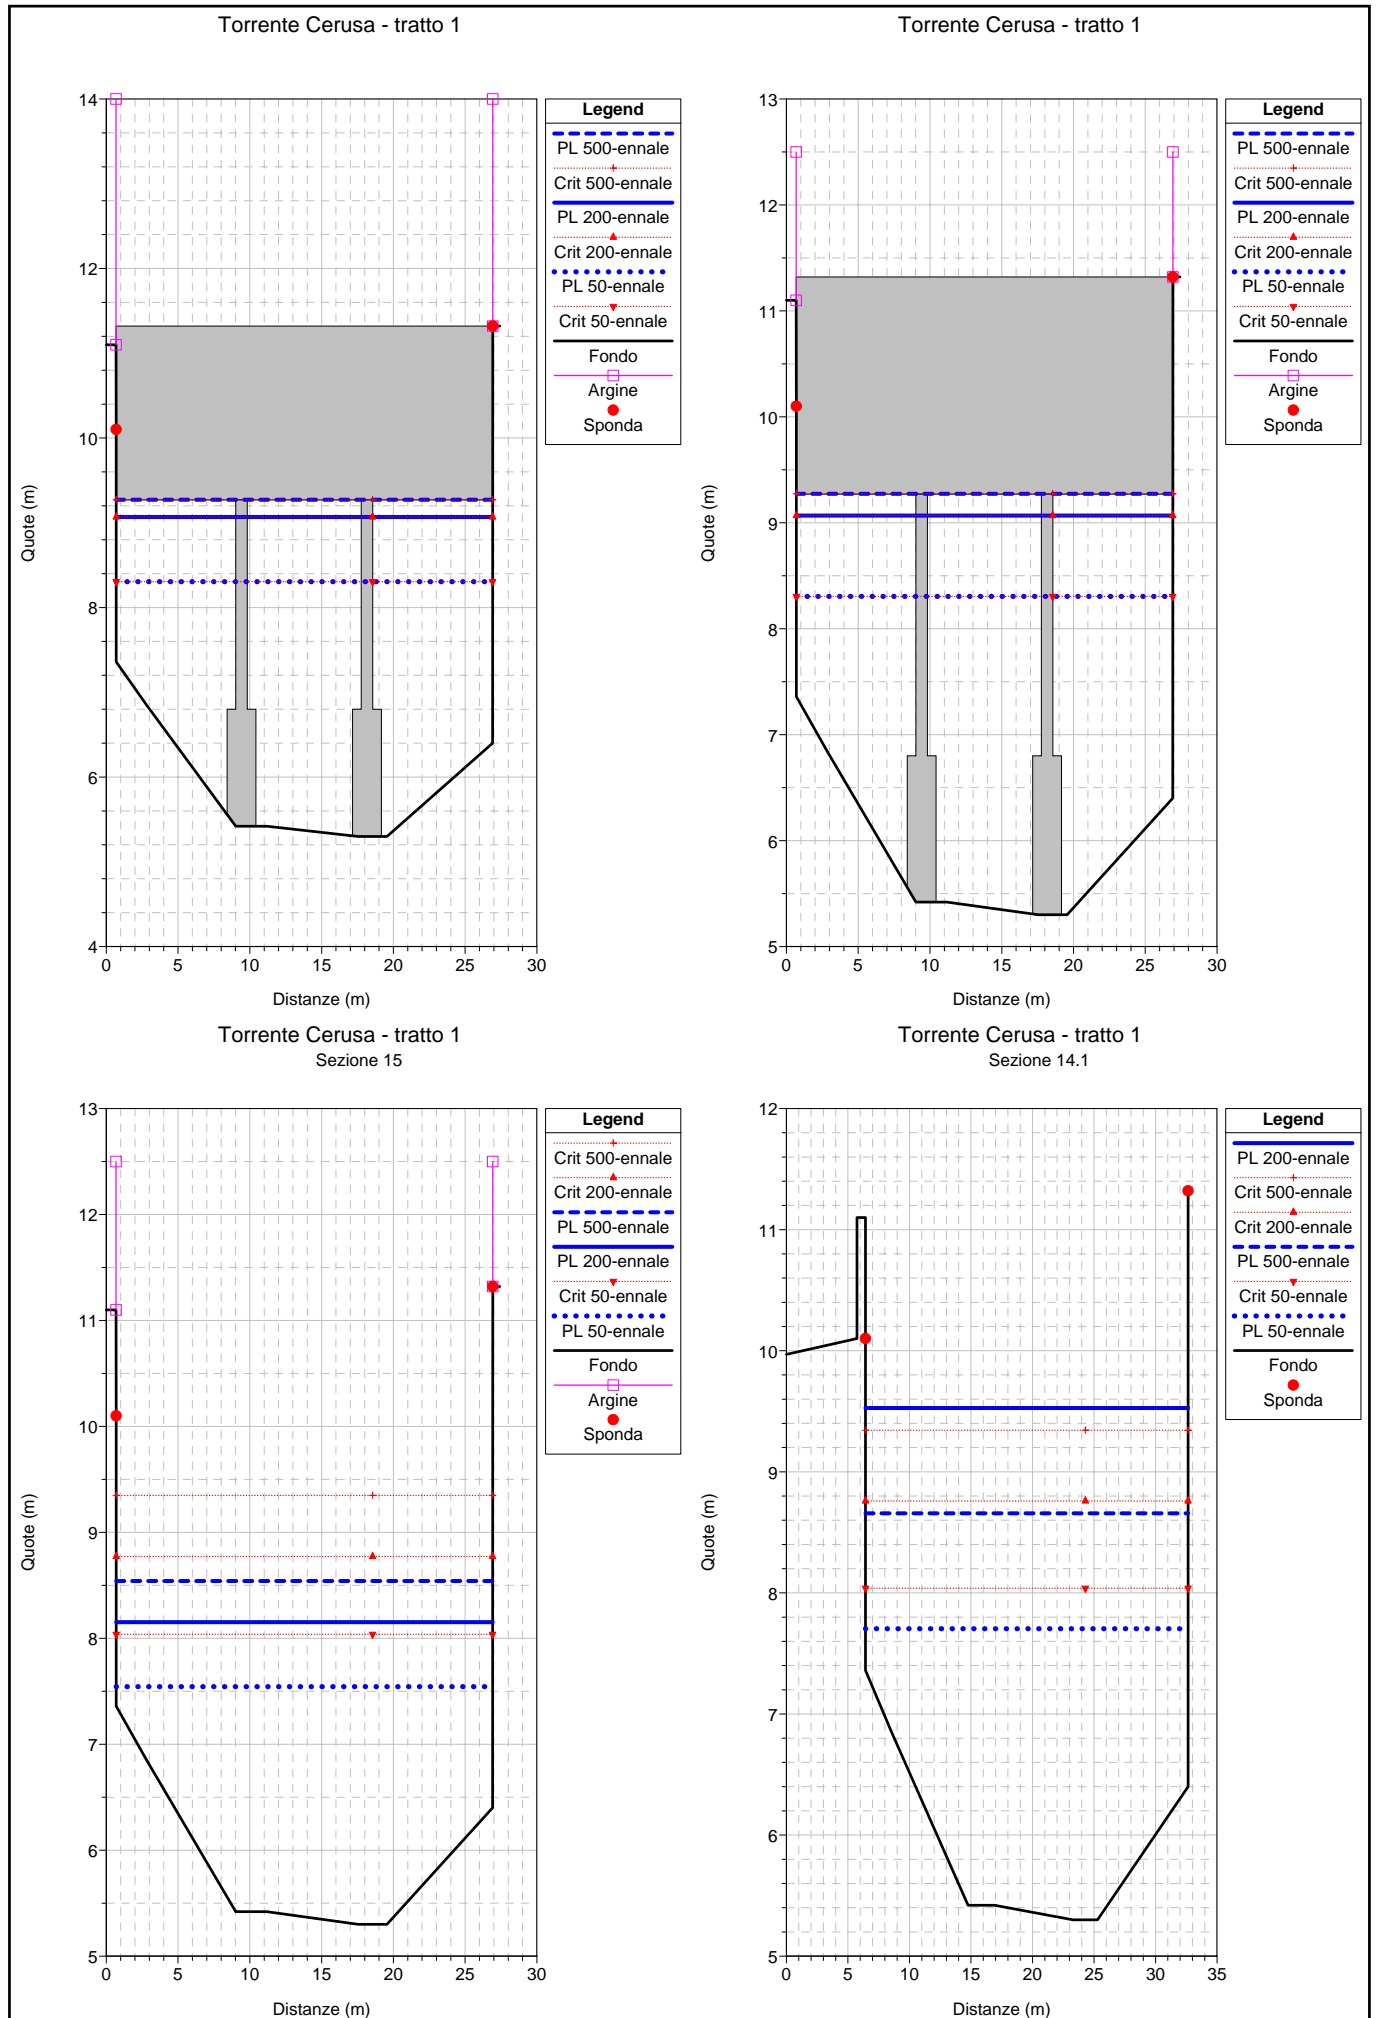 Torrente Cerusa - tratto 1
14
12
10
8
6
4
0
5
10
15
20
25
30
Quote (m)
Distanze (m)
Legend
PL 500-ennale
Crit 500-ennale
PL 200-ennale
Crit 200-ennale
PL 50-ennale
Crit 50-ennale
Fondo
Argine
Sponda
Torrente Cerusa - tratto 1
13
12
11
10
9
8
7
6
5
0
5
10
15
20
25
30
Quote (m)
Distanze (m)
Legend
PL 500-ennale
Crit 500-ennale
PL 200-ennale
Crit 200-ennale
PL 50-ennale
Crit 50-ennale
Fondo
Argine
Sponda
Torrente Cerusa - tratto 1
Sezione 15
13
12
11
10
9
8
7
6
5
0
5
10
15
20
25
30
Quote (m)
Distanze (m)
Legend
Crit 500-ennale
Crit 200-ennale
PL 500-ennale
PL 200-ennale
Crit 50-ennale
PL 50-ennale
Fondo
Argine
Sponda
Torrente Cerusa - tratto 1
Sezione 14.1
12
11
10
9
8
7
6
5
0
5
10
15
20
25
30
35
Quote (m)
Distanze (m)
Legend
PL 200-ennale
Crit 500-ennale
Crit 200-ennale
PL 500-ennale
Crit 50-ennale
PL 50-ennale
Fondo
Sponda